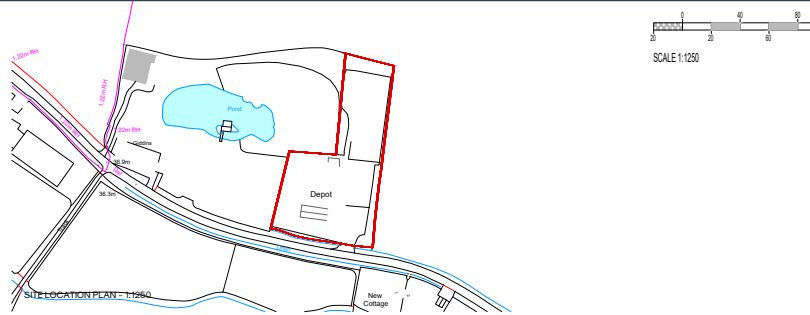 0
40
80
20
20
60
SCALE 1:1250
1.22m RH
1.22m RH
Pond
1.22m RH
Giddins
36.9m
36.3m
Depot
New
Cottage
SITE LOCATION PLAN - 1:1250